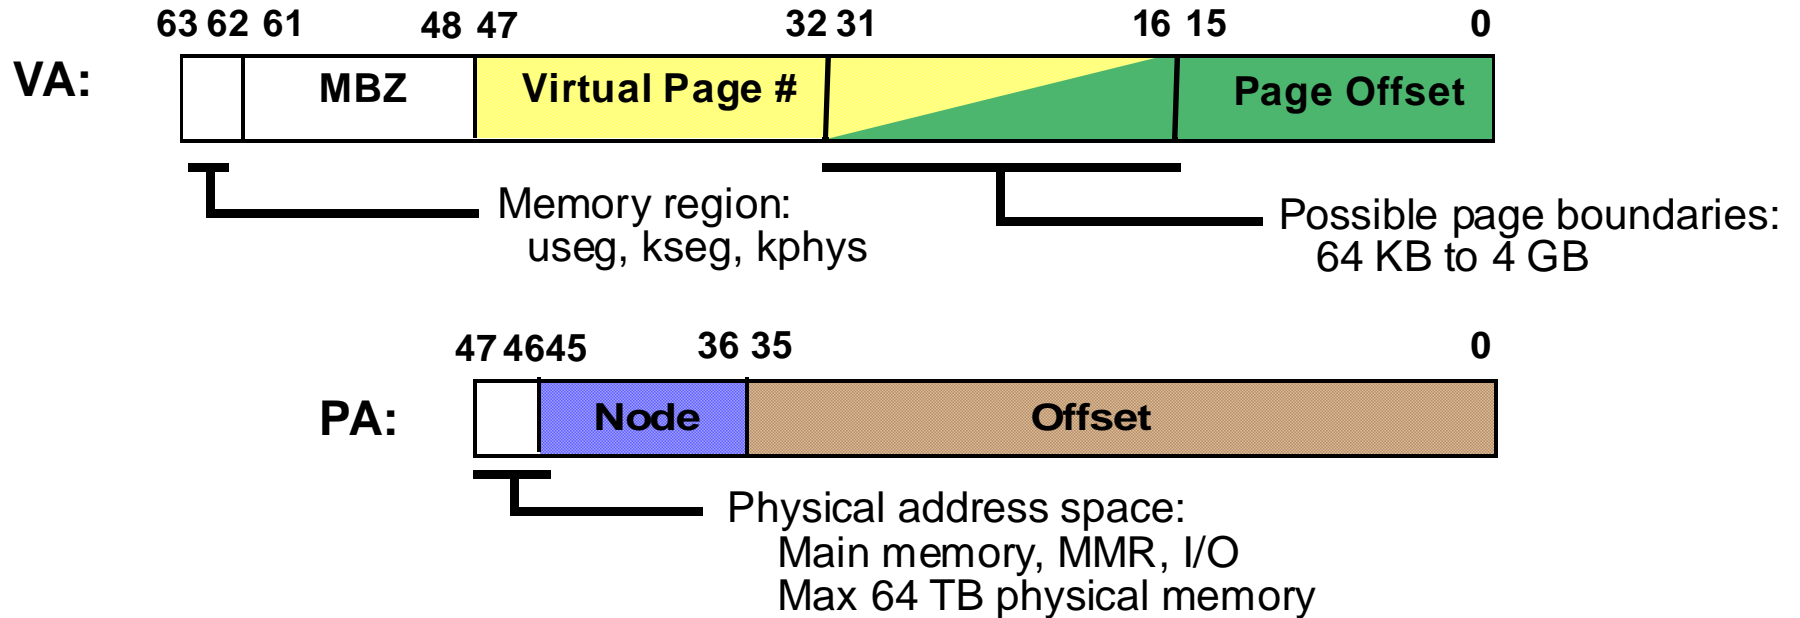 63 62 61 48 47 32 31 16 15 0
VA: MBZ Virtual Page # Page Offset
Memory region:
useg, kseg, kphys
Possible page boundaries:
64 KB to 4 GB
47 4645 36 35 0
PA: Node Offset
Physical address space:
Main memory, MMR, I/O
Max 64 TB physical memory